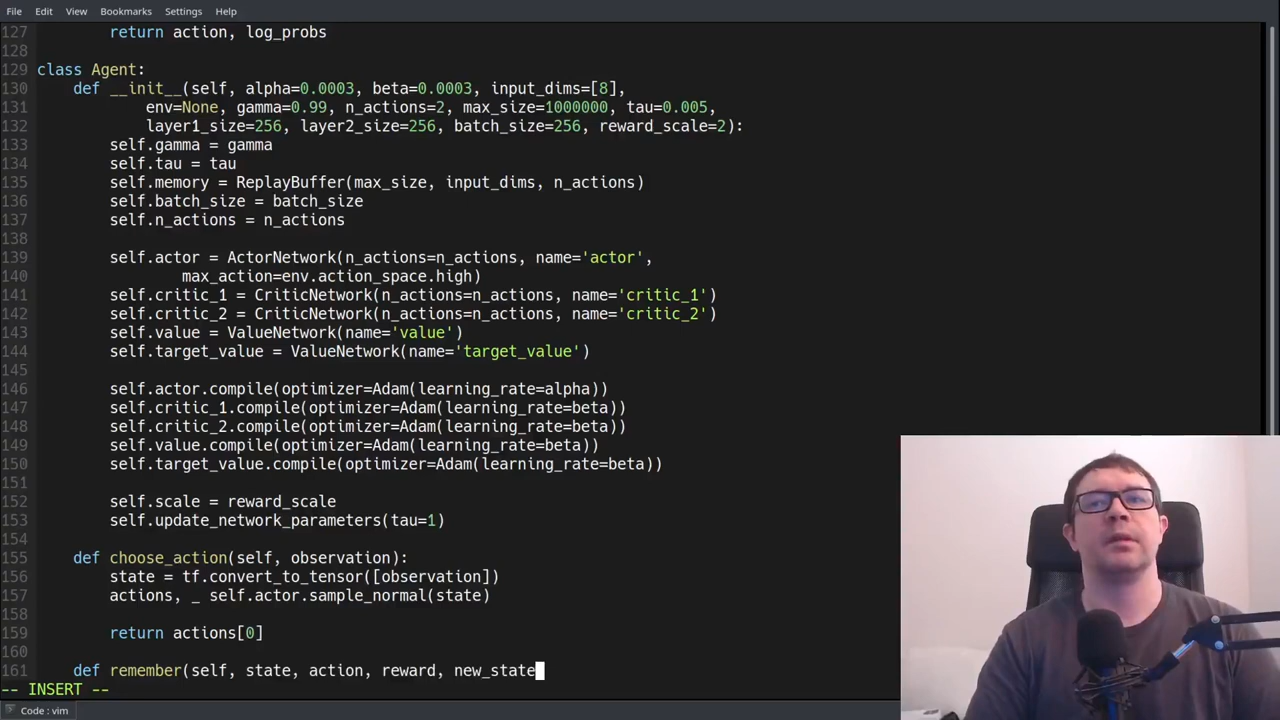 File Edit View Bookmarks Settings Help
127         return action, log_probs
128
129 class Agent:
130     def __init__(self, alpha=0.0003, beta=0.0003, input_dims=[8],
131             env=None, gamma=0.99, n_actions=2, max_size=1000000, tau=0.005,
132             layer1_size=256, layer2_size=256, batch_size=256, reward_scale=2):
133         self.gamma = gamma
134         self.tau = tau
135         self.memory = ReplayBuffer(max_size, input_dims, n_actions)
136         self.batch_size = batch_size
137         self.n_actions = n_actions
138
139         self.actor = ActorNetwork(n_actions=n_actions, name='actor',
140                 max_action=env.action_space.high)
141         self.critic_1 = CriticNetwork(n_actions=n_actions, name='critic_1')
142         self.critic_2 = CriticNetwork(n_actions=n_actions, name='critic_2')
143         self.value = ValueNetwork(name='value')
144         self.target_value = ValueNetwork(name='target_value')
145
146         self.actor.compile(optimizer=Adam(learning_rate=alpha))
147         self.critic_1.compile(optimizer=Adam(learning_rate=beta))
148         self.critic_2.compile(optimizer=Adam(learning_rate=beta))
149         self.value.compile(optimizer=Adam(learning_rate=beta))
150         self.target_value.compile(optimizer=Adam(learning_rate=beta))
151
152         self.scale = reward_scale
153         self.update_network_parameters(tau=1)
154
155     def choose_action(self, observation):
156         state = tf.convert_to_tensor([observation])
157         actions, _ self.actor.sample_normal(state)
158
159         return actions[0]
160
161     def remember(self, state, action, reward, new_state
-- INSERT --
Code : vim